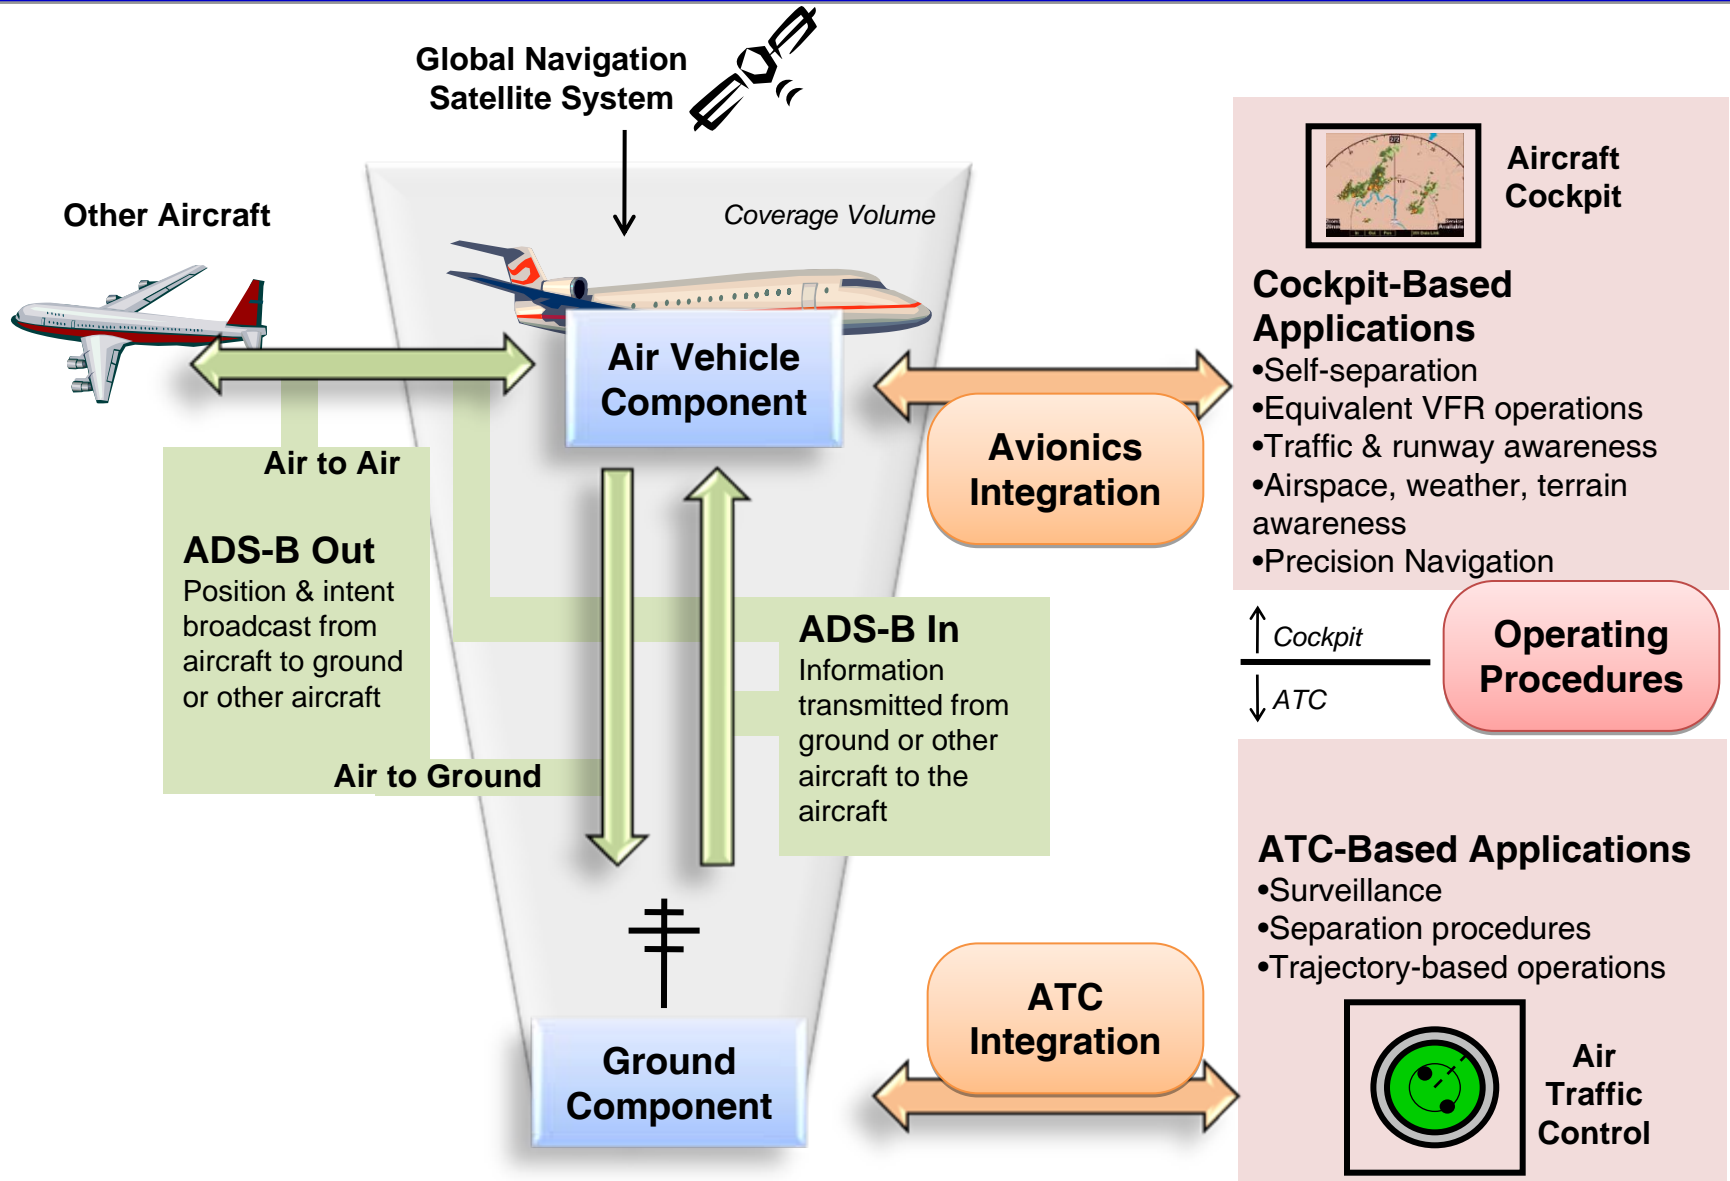 Global Navigation
Satellite System
Coverage Volume
Other Aircraft
Air Vehicle
Component
Air to Air
ADS-B Out
Position & intent
broadcast from
aircraft to ground
or other aircraft
Air to Ground
ADS-B In
Information
transmitted from
ground or other
aircraft to the
aircraft
Ground
Component
Avionics
Integration
ATC
Integration
Aircraft
Cockpit
Cockpit-Based
Applications
•Self-separation
•Equivalent VFR operations
•Traffic & runway awareness
•Airspace, weather, terrain
awareness
•Precision Navigation
Cockpit
ATC
Operating
Procedures
ATC-Based Applications
•Surveillance
•Separation procedures
•Trajectory-based operations
Air
Traffic
Control